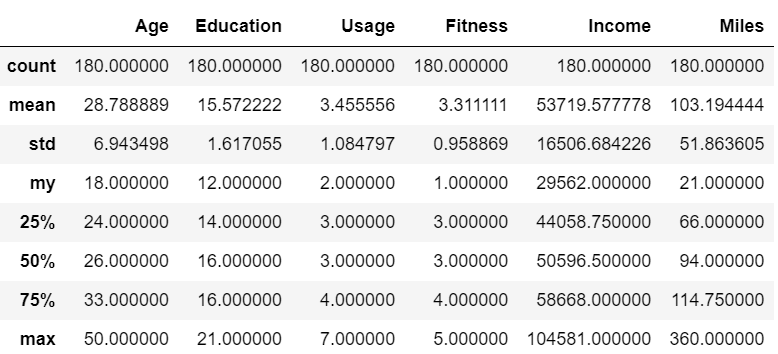 Age Education Usage Fitness Income Miles
count 180.000000 180.000000 180.000000 180.000000 180.000000 180.000000
mean 28.788889 15.572222 3.455556 3.311111 53719.577778 103.194444
std 6.943498 1.617055 1.084797 0.958869 16506.684226 51.863605
my 18.000000 12.000000 2.000000 1.000000 29562.000000 21.000000
25% 24.000000 14.000000 3.000000 3.000000 44058.750000 66.000000
50% 26.000000 16.000000 3.000000 3.000000 50596.500000 94.000000
75% 33.000000 16.000000 4.000000 4.000000 58668.000000 114.750000
max 50.000000 21.000000 7.000000 5.000000 104581.000000 360.000000